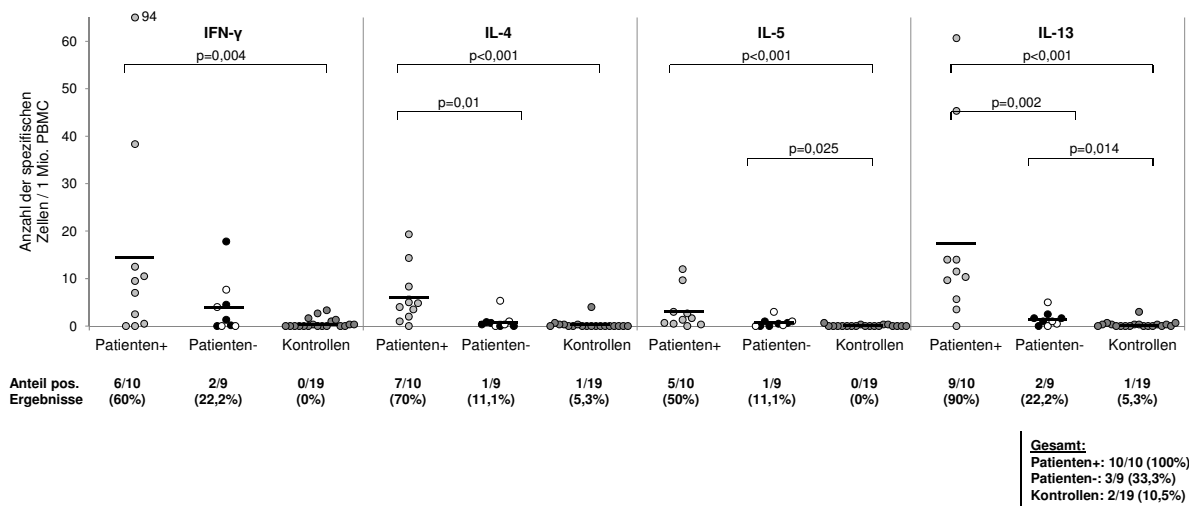 94
60
50
40
30
20
10
0
Anzahl der spezifischen
Zellen / 1 Mio. PBMC
IFN-γ
IL-4
IL-5
IL-13
p=0,004
p<0,001
p<0,001
p<0,001
p=0,01
p=0,002
p=0,025
p=0,014
Patienten+ Patienten- Kontrollen Patienten+ Patienten- Kontrollen Patienten+ Patienten- Kontrollen Patienten+ Patienten- Kontrollen
Anteil pos. 6/10 2/9 0/19 7/10 1/9 1/19 5/10 1/9 0/19 9/10 2/9 1/19
Ergebnisse (60%) (22,2%) (0%) (70%) (11,1%) (5,3%) (50%) (11,1%) (0%) (90%) (22,2%) (5,3%)
Gesamt:
Patienten+: 10/10 (100%)
Patienten-: 3/9 (33,3%)
Kontrollen: 2/19 (10,5%)